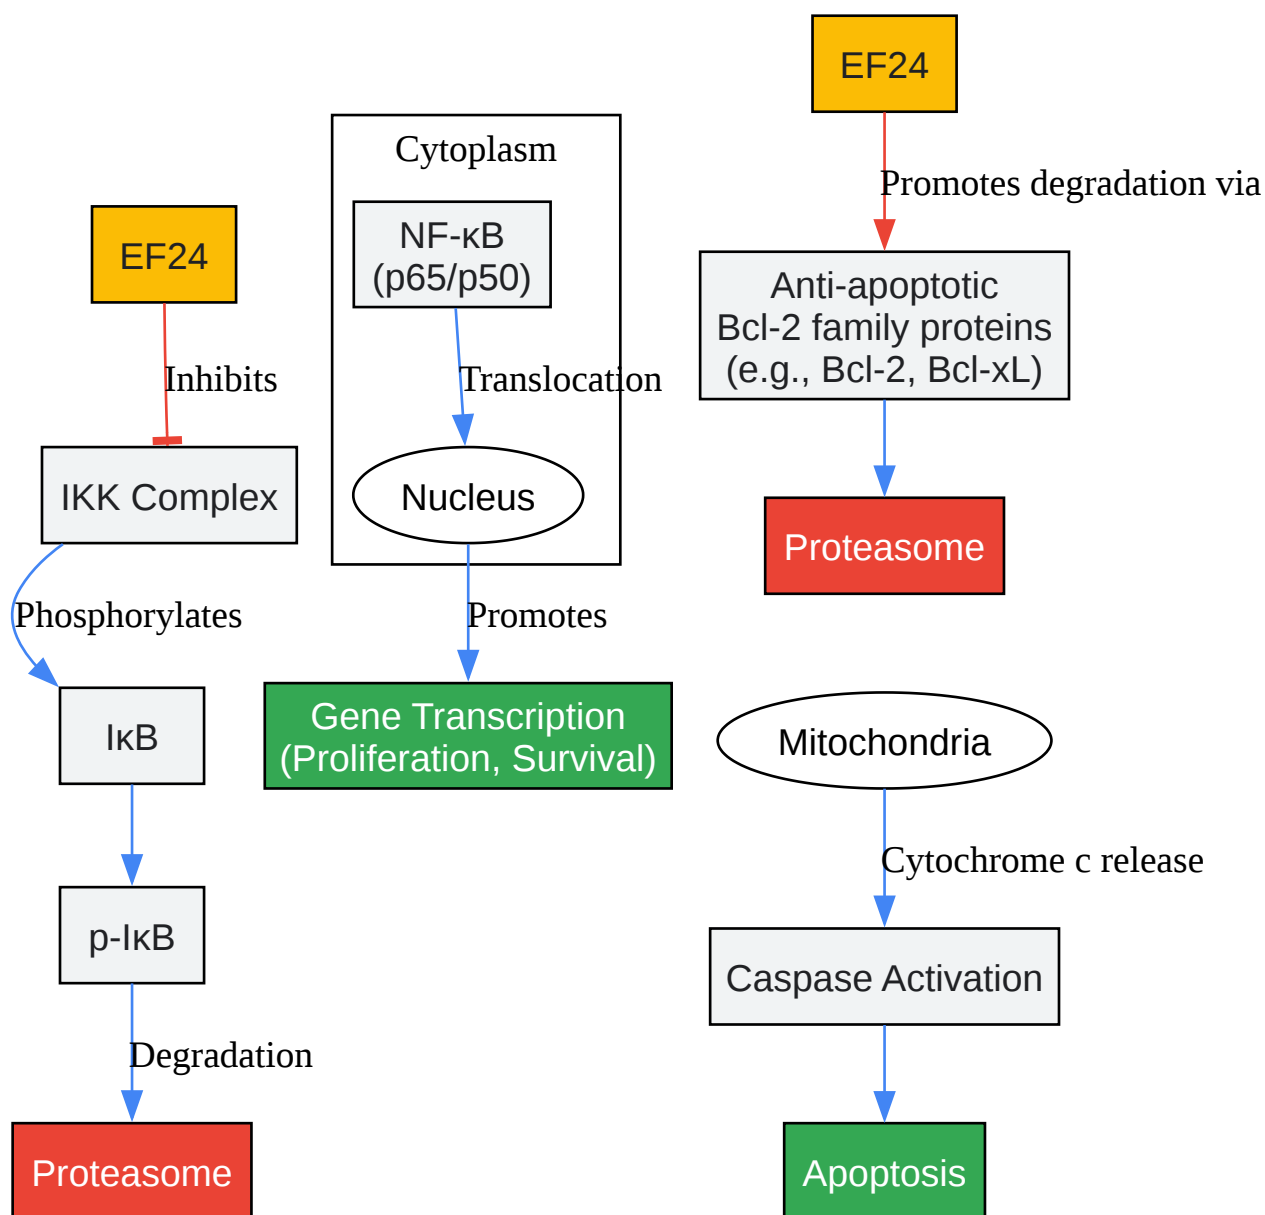 EF24
Inhibits
IKK Complex
Phosphorylates
IκB
p-IκB
Degradation
Proteasome
Cytoplasm
NF-κB
(p65/p50)
Translocation
Nucleus
Promotes
Gene Transcription
(Proliferation, Survival)
EF24
Promotes degradation via
Anti-apoptotic
Bcl-2 family proteins
(e.g., Bcl-2, Bcl-xL)
Proteasome
Mitochondria
Cytochrome c release
Caspase Activation
Apoptosis